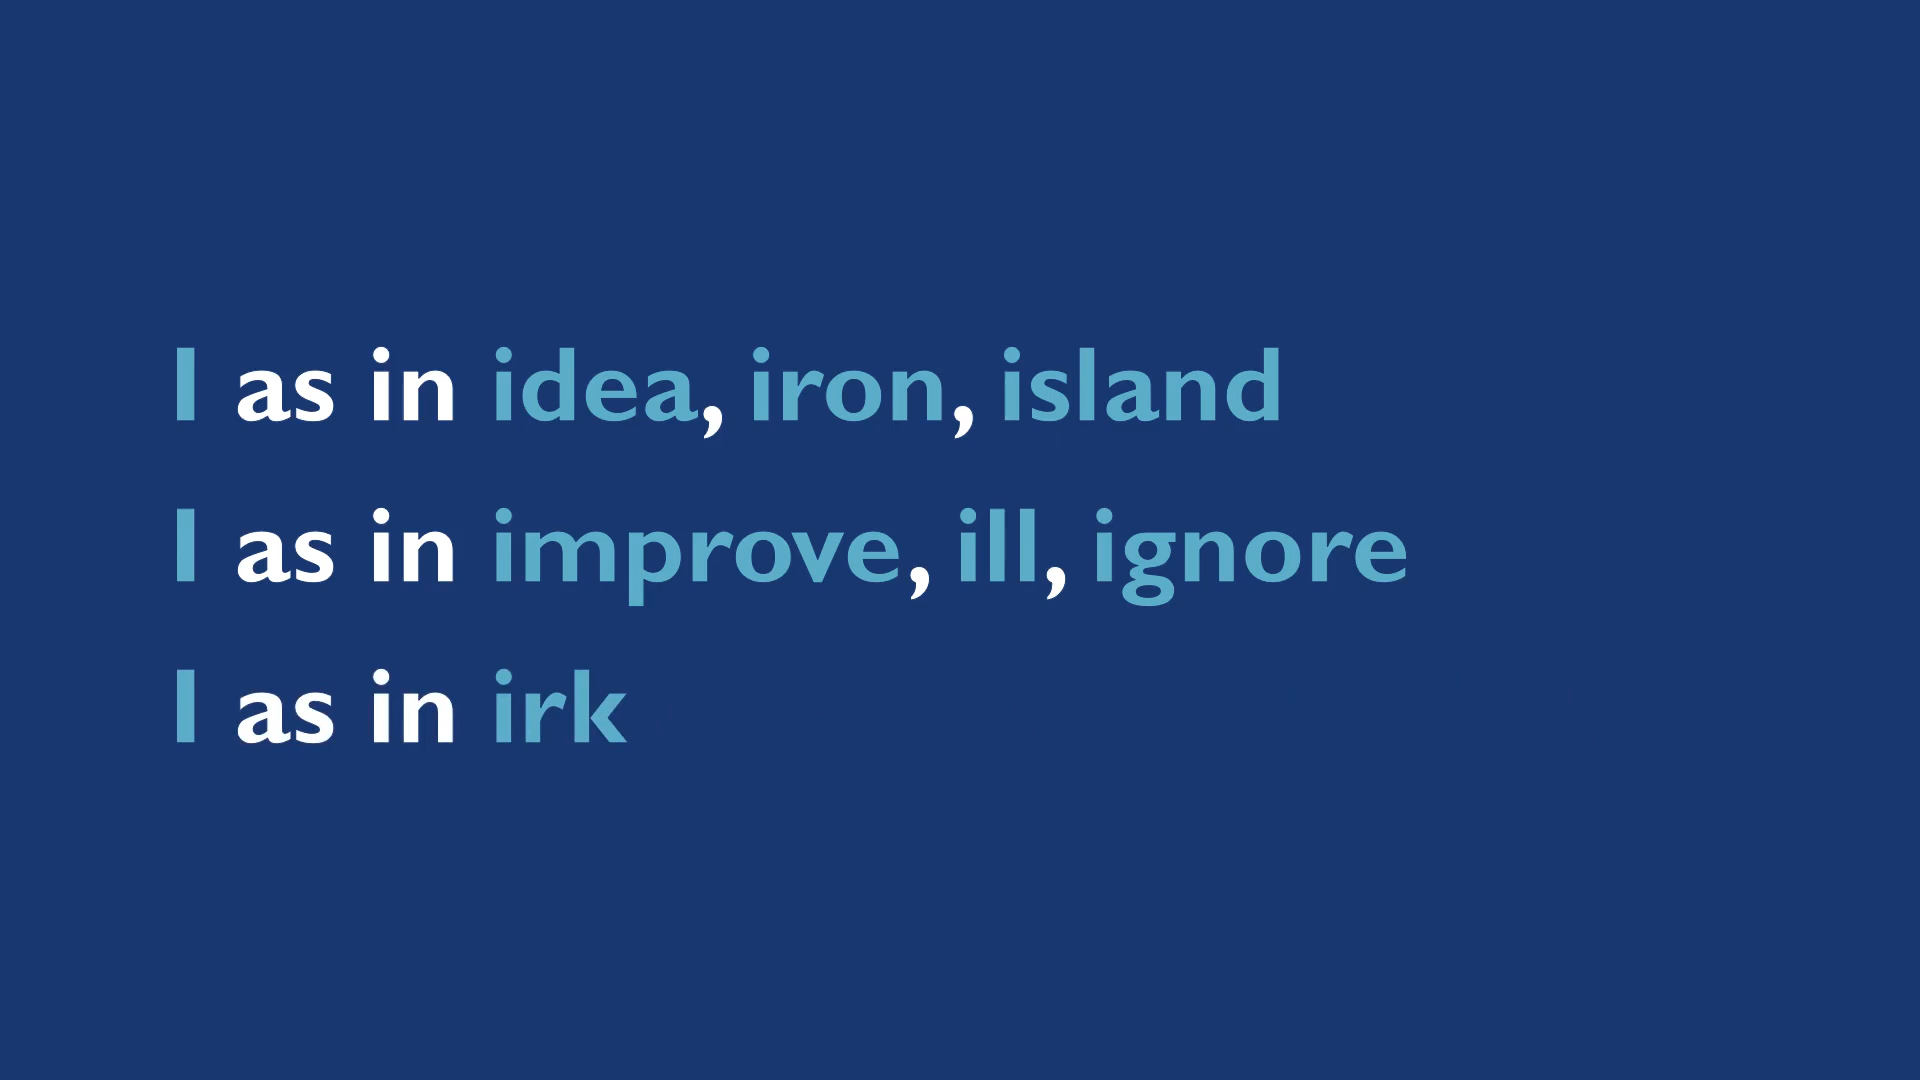 I as in idea, iron, island
I as in improve, ill, ignore
I as in irk